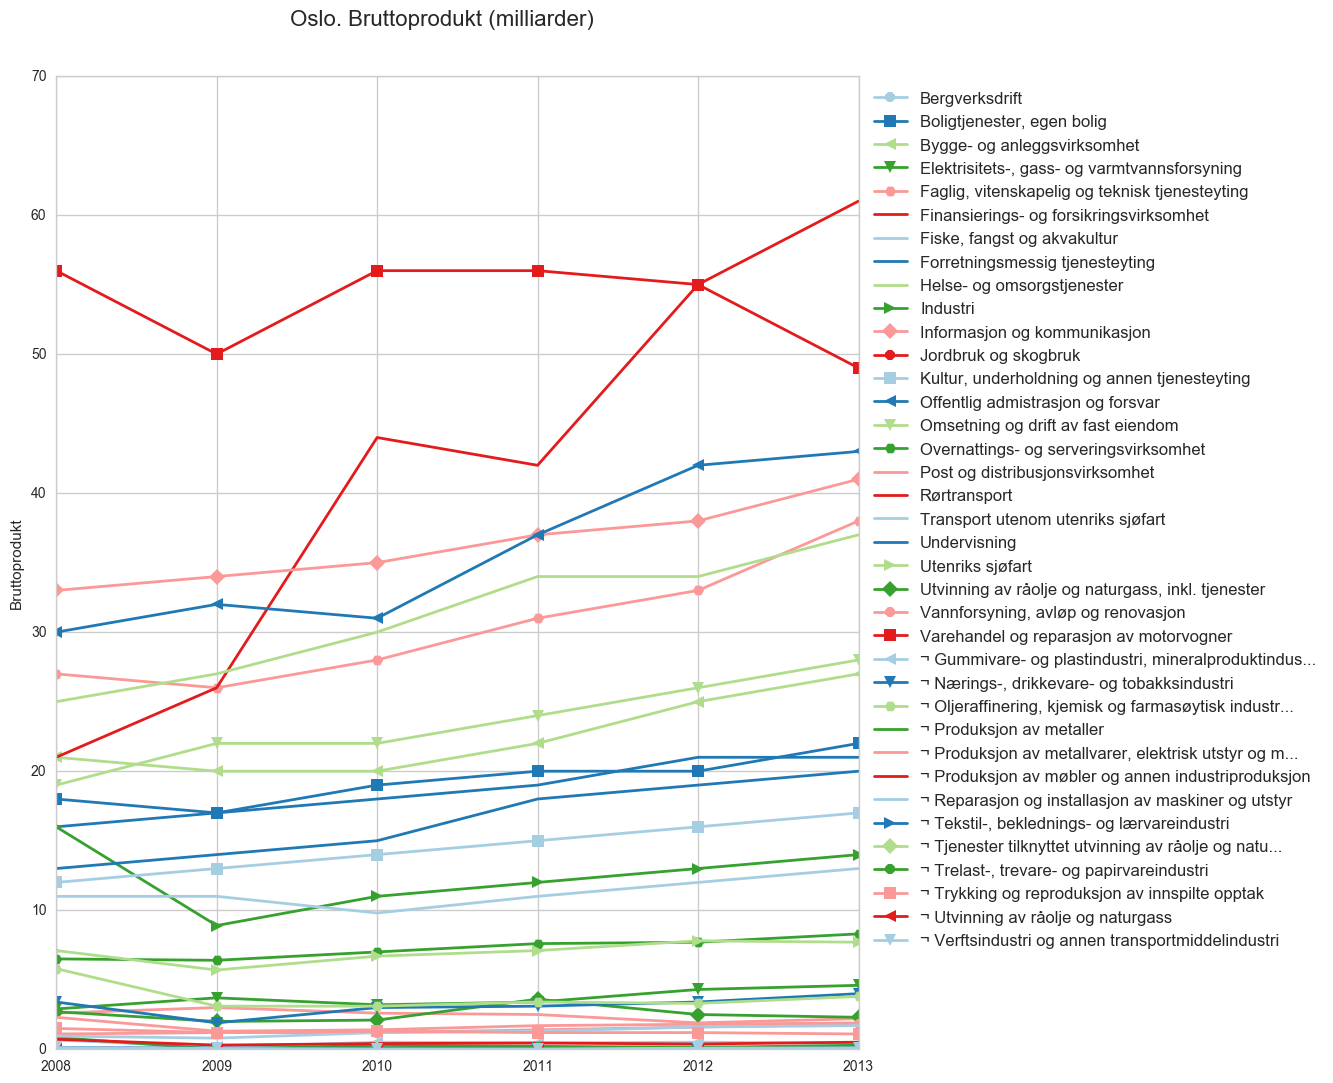 Oslo. Bruttoprodukt (milliarder)
70
60
50
40
30
20
10
0
Bruttoprodukt
2008 2009 2010 2011 2012 2013
Bergverksdrift
Boligtjenester, egen bolig
Bygge- og anleggsvirksomhet
Elektrisitets-, gass- og varmtvannsforsyning
Faglig, vitenskapelig og teknisk tjenesteyting
Finansierings- og forsikringsvirksomhet
Fiske, fangst og akvakultur
Forretningsmessig tjenesteyting
Helse- og omsorgstjenester
Industri
Informasjon og kommunikasjon
Jordbruk og skogbruk
Kultur, underholdning og annen tjenesteyting
Offentlig admistrasjon og forsvar
Omsetning og drift av fast eiendom
Overnattings- og serveringsvirksomhet
Post og distribusjonsvirksomhet
Rørtransport
Transport utenom utenriks sjøfart
Undervisning
Utenriks sjøfart
Utvinning av råolje og naturgass, inkl. tjenester
Vannforsyning, avløp og renovasjon
Varehandel og reparasjon av motorvogner
¬ Gummivare- og plastindustri, mineralproduktindus...
¬ Nærings-, drikkevare- og tobakksindustri
¬ Oljeraffinering, kjemisk og farmasøytisk industr...
¬ Produksjon av metaller
¬ Produksjon av metallvarer, elektrisk utstyr og m...
¬ Produksjon av møbler og annen industriproduksjon
¬ Reparasjon og installasjon av maskiner og utstyr
¬ Tekstil-, beklednings- og lærvareindustri
¬ Tjenester tilknyttet utvinning av råolje og natu...
¬ Trelast-, trevare- og papirvareindustri
¬ Trykking og reproduksjon av innspilte opptak
¬ Utvinning av råolje og naturgass
¬ Verftsindustri og annen transportmiddelindustri